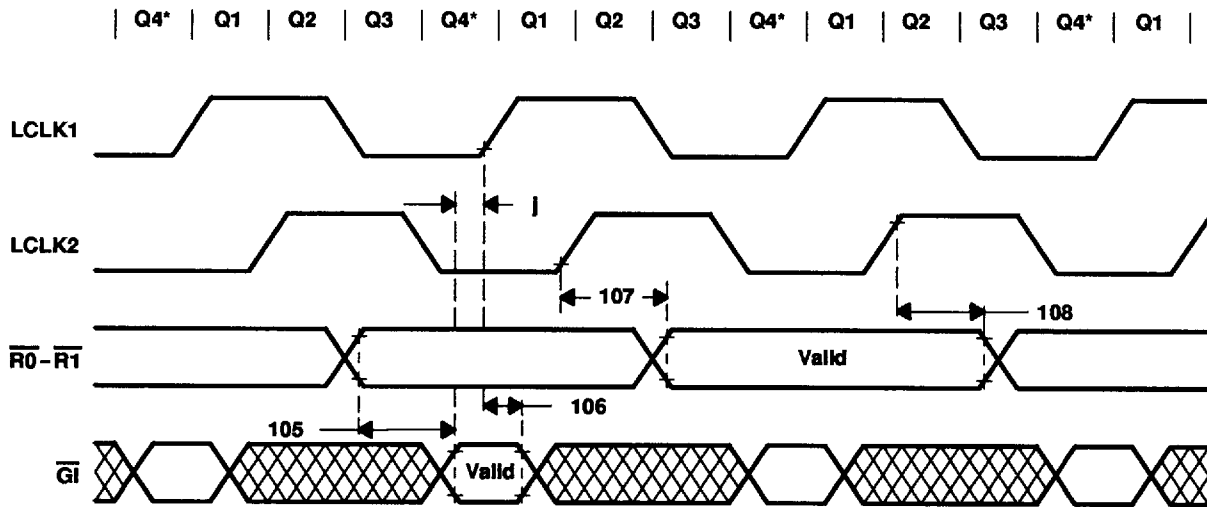 Q4* Q1 Q2 Q3 Q4* Q1 Q2 Q3 Q4* Q1 Q2 Q3 Q4* Q1
LCLK1
j
LCLK2
107
108
R0-R1
Valid
106
105
GI
Valid